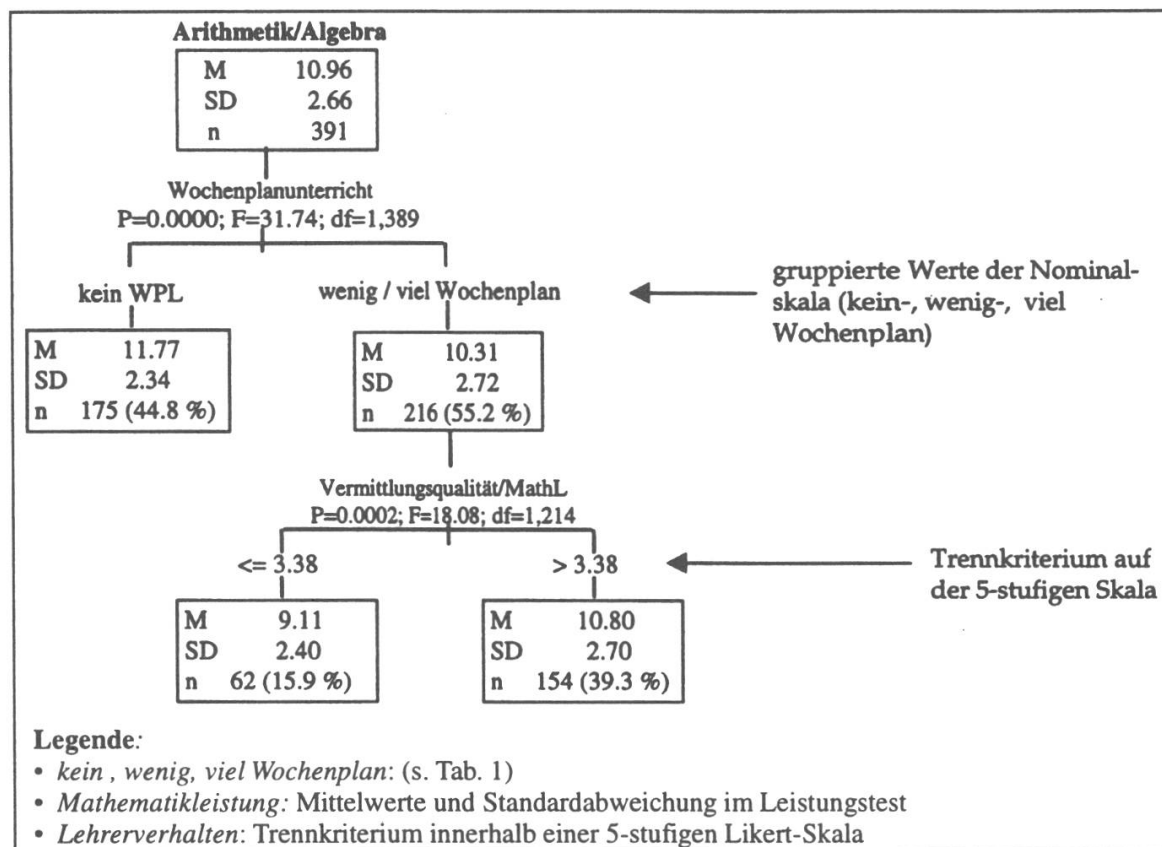 Arithmetik/Algebra
M 10.96
SD 2.66
n 391
Wochenplanunterricht
P=0.0000; F=31.74; df=1,389
kein WPL
wenig / viel Wochenplan
gruppierte Werte der Nominal-
skala (kein-, wenig-, viel
Wochenplan)
M 11.77
SD 2.34
n 175 (44.8 %)
M 10.31
SD 2.72
n 216 (55.2 %)
Vermittlungsqualität/MathL
P=0.0002; F=18.08; df=1,214
<= 3.38
> 3.38
Trennkriterium auf
der 5-stufigen Skala
M 9.11
SD 2.40
n 62 (15.9 %)
M 10.80
SD 2.70
n 154 (39.3 %)
Legende:
• kein , wenig, viel Wochenplan: (s. Tab. 1)
• Mathematikleistung: Mittelwerte und Standardabweichung im Leistungstest
• Lehrerverhalten: Trennkriterium innerhalb einer 5-stufigen Likert-Skala